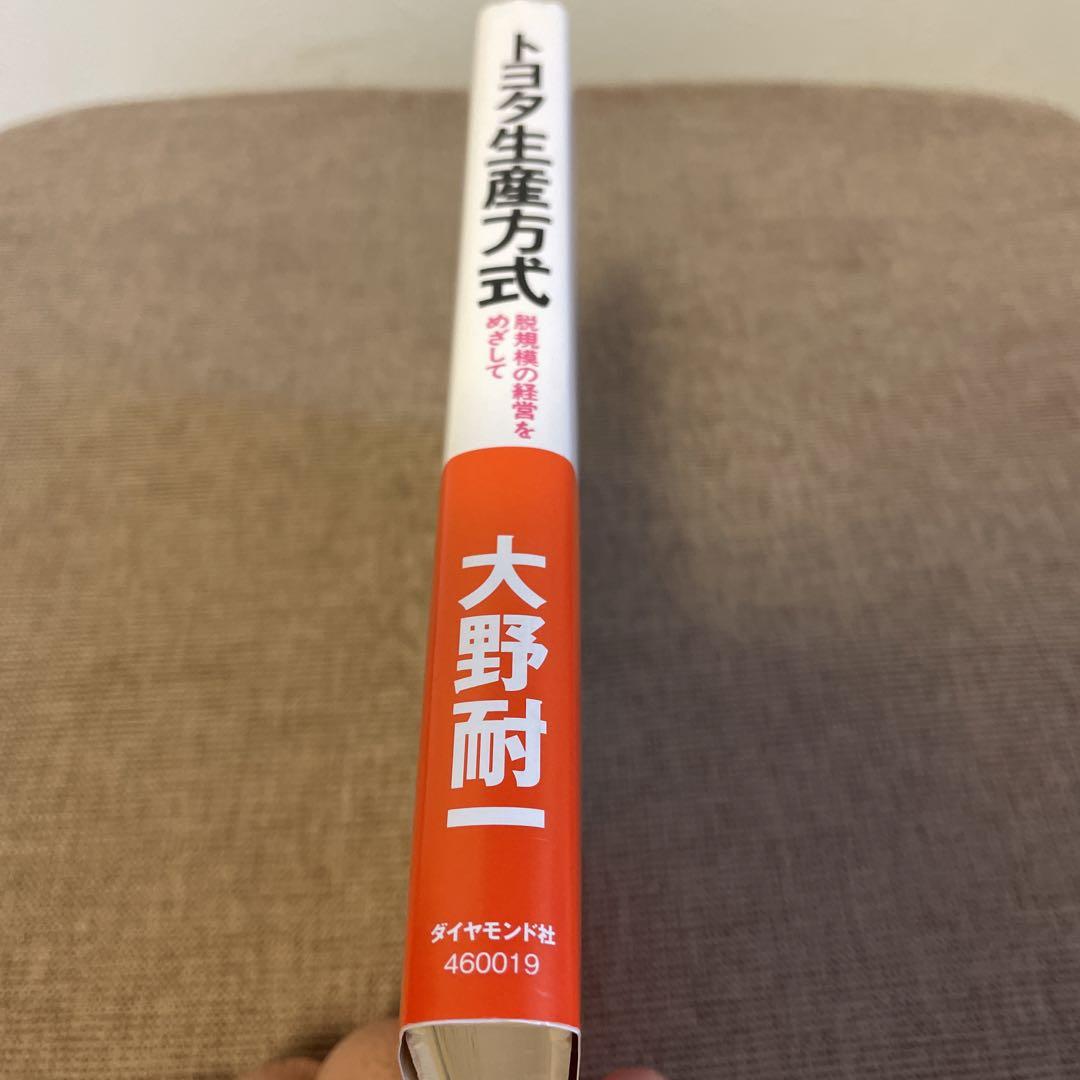 トヨタ生産方式
脱規模の経営を
めざして
大野耐一
ダイヤモンド社
460019